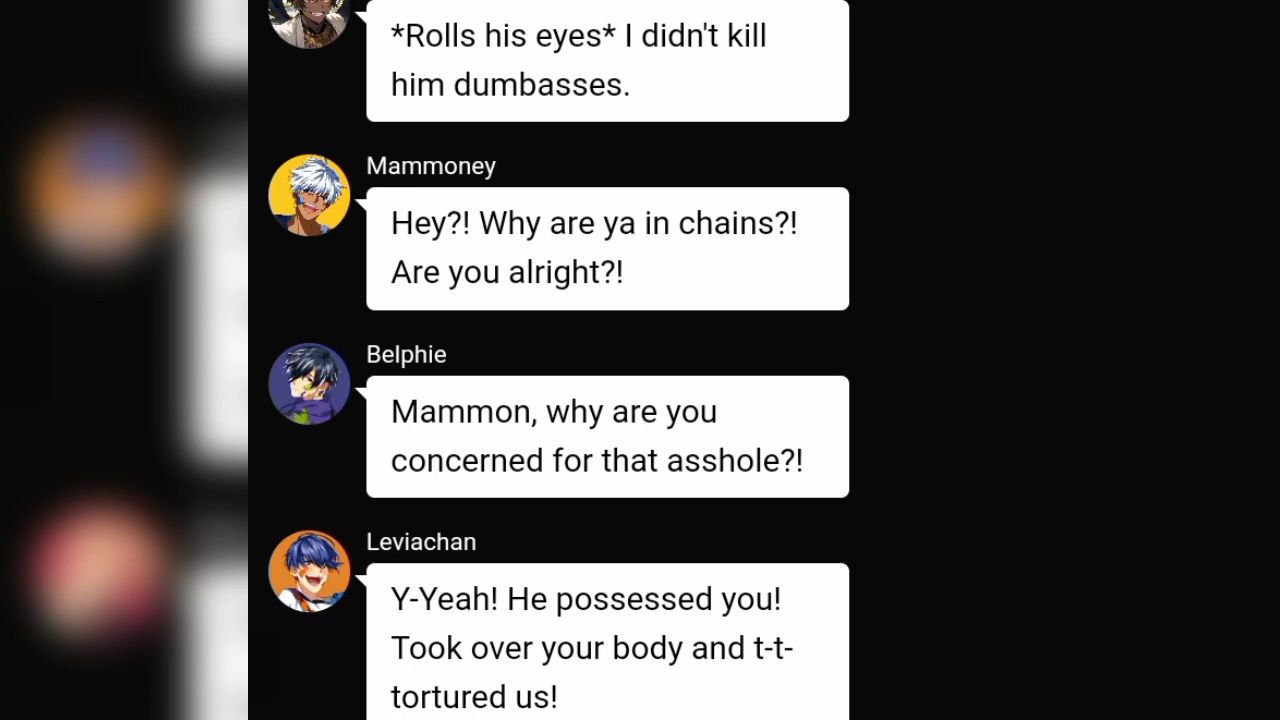 *Rolls his eyes* I didn't kill
him dumbasses.
Mammoney
Hey?! Why are ya in chains?!
Are you alright?!
Belphie
Mammon, why are you
concerned for that asshole?!
Leviachan
Y-Yeah! He possessed you!
Took over your body and t-t-
tortured us!